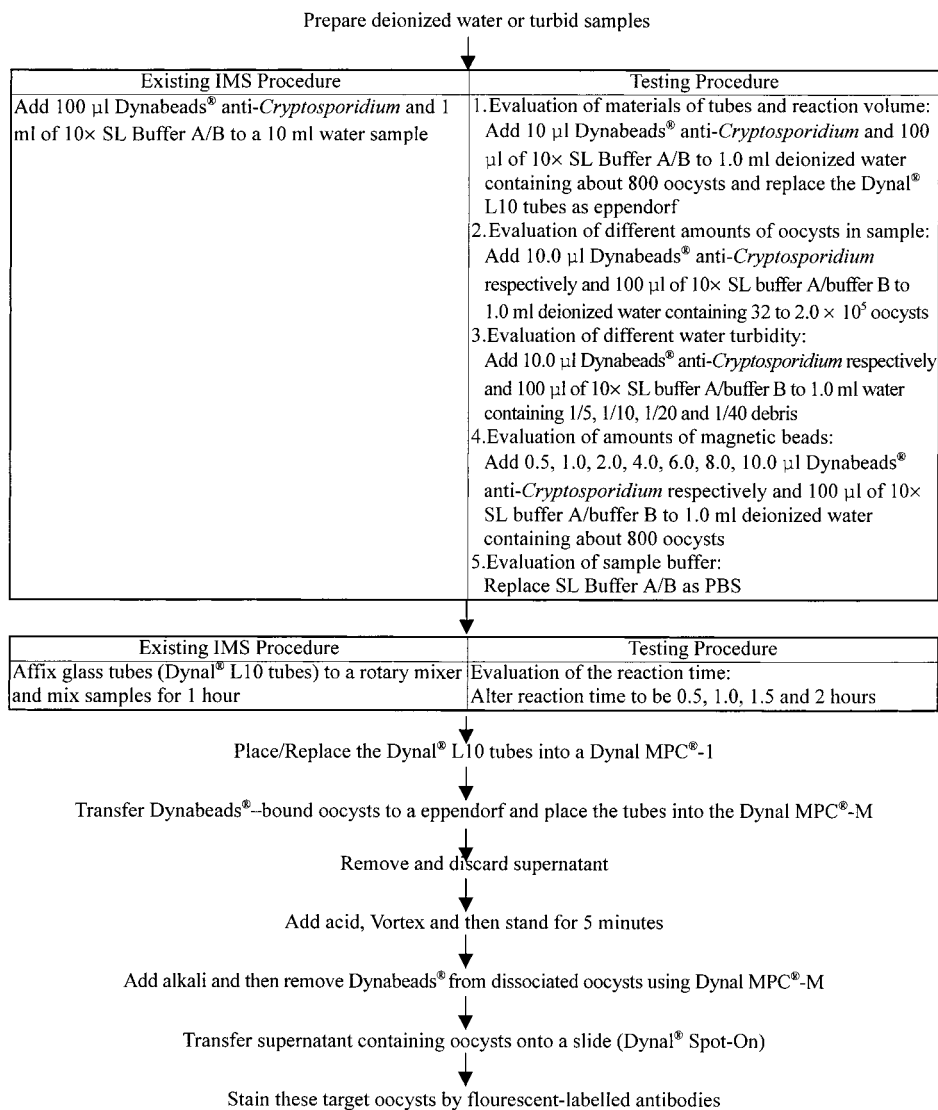 Prepare deionized water or turbid samples
Existing IMS Procedure
Add 100 µl Dynabeads® anti-Cryptosporidium and 1
ml of 10× SL Buffer A/B to a 10 ml water sample
Testing Procedure
1.Evaluation of materials of tubes and reaction volume:
Add 10 µl Dynabeads® anti-Cryptosporidium and 100
µl of 10× SL Buffer A/B to 1.0 ml deionized water
containing about 800 oocysts and replace the Dynal®
L10 tubes as eppendorf
2.Evaluation of different amounts of oocysts in sample:
Add 10.0 µl Dynabeads® anti-Cryptosporidium
respectively and 100 µl of 10× SL buffer A/buffer B to
1.0 ml deionized water containing 32 to 2.0 × 10⁵ oocysts
3.Evaluation of different water turbidity:
Add 10.0 µl Dynabeads® anti-Cryptosporidium respectively
and 100 µl of 10× SL buffer A/buffer B to 1.0 ml water
containing 1/5, 1/10, 1/20 and 1/40 debris
4.Evaluation of amounts of magnetic beads:
Add 0.5, 1.0, 2.0, 4.0, 6.0, 8.0, 10.0 µl Dynabeads®
anti-Cryptosporidium respectively and 100 µl of 10×
SL buffer A/buffer B to 1.0 ml deionized water
containing about 800 oocysts
5.Evaluation of sample buffer:
Replace SL Buffer A/B as PBS
Existing IMS Procedure
Affix glass tubes (Dynal® L10 tubes) to a rotary mixer
and mix samples for 1 hour
Testing Procedure
Evaluation of the reaction time:
Alter reaction time to be 0.5, 1.0, 1.5 and 2 hours
Place/Replace the Dynal® L10 tubes into a Dynal MPC®-1
Transfer Dynabeads®–bound oocysts to a eppendorf and place the tubes into the Dynal MPC®-M
Remove and discard supernatant
Add acid, Vortex and then stand for 5 minutes
Add alkali and then remove Dynabeads® from dissociated oocysts using Dynal MPC®-M
Transfer supernatant containing oocysts onto a slide (Dynal® Spot-On)
Stain these target oocysts by flourescent-labelled antibodies